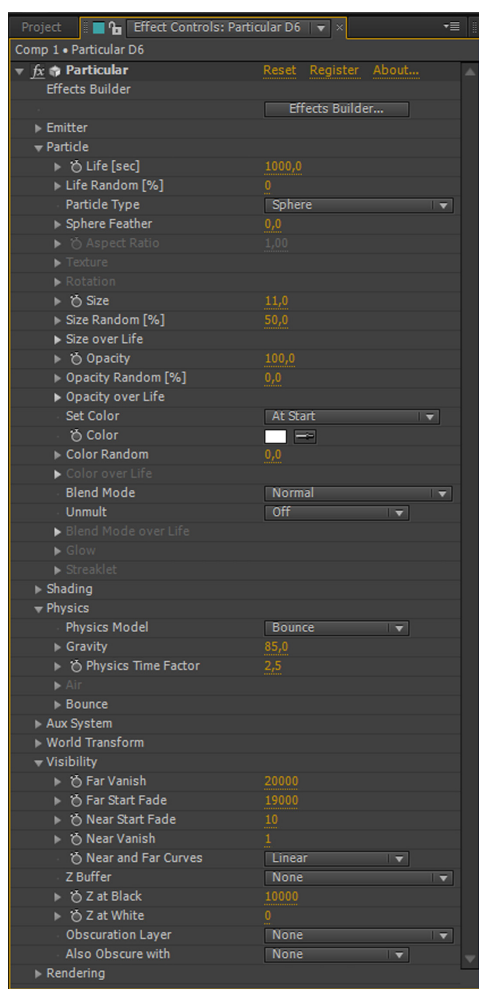 Project Effect Controls: Particular D6 ×
Comp 1 • Particular D6
fx Particular Reset Register About...
Effects Builder
Effects Builder...
Emitter
Particle
Life [sec] 1000,0
Life Random [%] 0
Particle Type Sphere
Sphere Feather 0,0
Aspect Ratio 1,00
Texture
Rotation
Size 11,0
Size Random [%] 50,0
Size over Life
Opacity 100,0
Opacity Random [%] 0,0
Opacity over Life
Set Color At Start
Color
Color Random 0,0
Color over Life
Blend Mode Normal
Unmult Off
Blend Mode over Life
Glow
Streaklet
Shading
Physics
Physics Model Bounce
Gravity 85,0
Physics Time Factor 2,5
Air
Bounce
Aux System
World Transform
Visibility
Far Vanish 20000
Far Start Fade 19000
Near Start Fade 10
Near Vanish 1
Near and Far Curves Linear
Z Buffer None
Z at Black 10000
Z at White 0
Obscuration Layer None
Also Obscure with None
Rendering